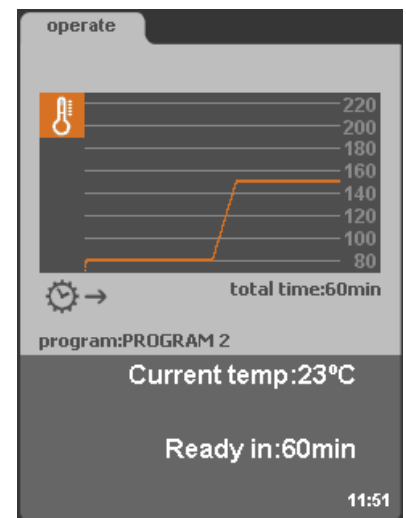 operate
220
200
180
160
140
120
100
80
total time:60min
program:PROGRAM 2
Current temp:23ºC
Ready in:60min
11:51